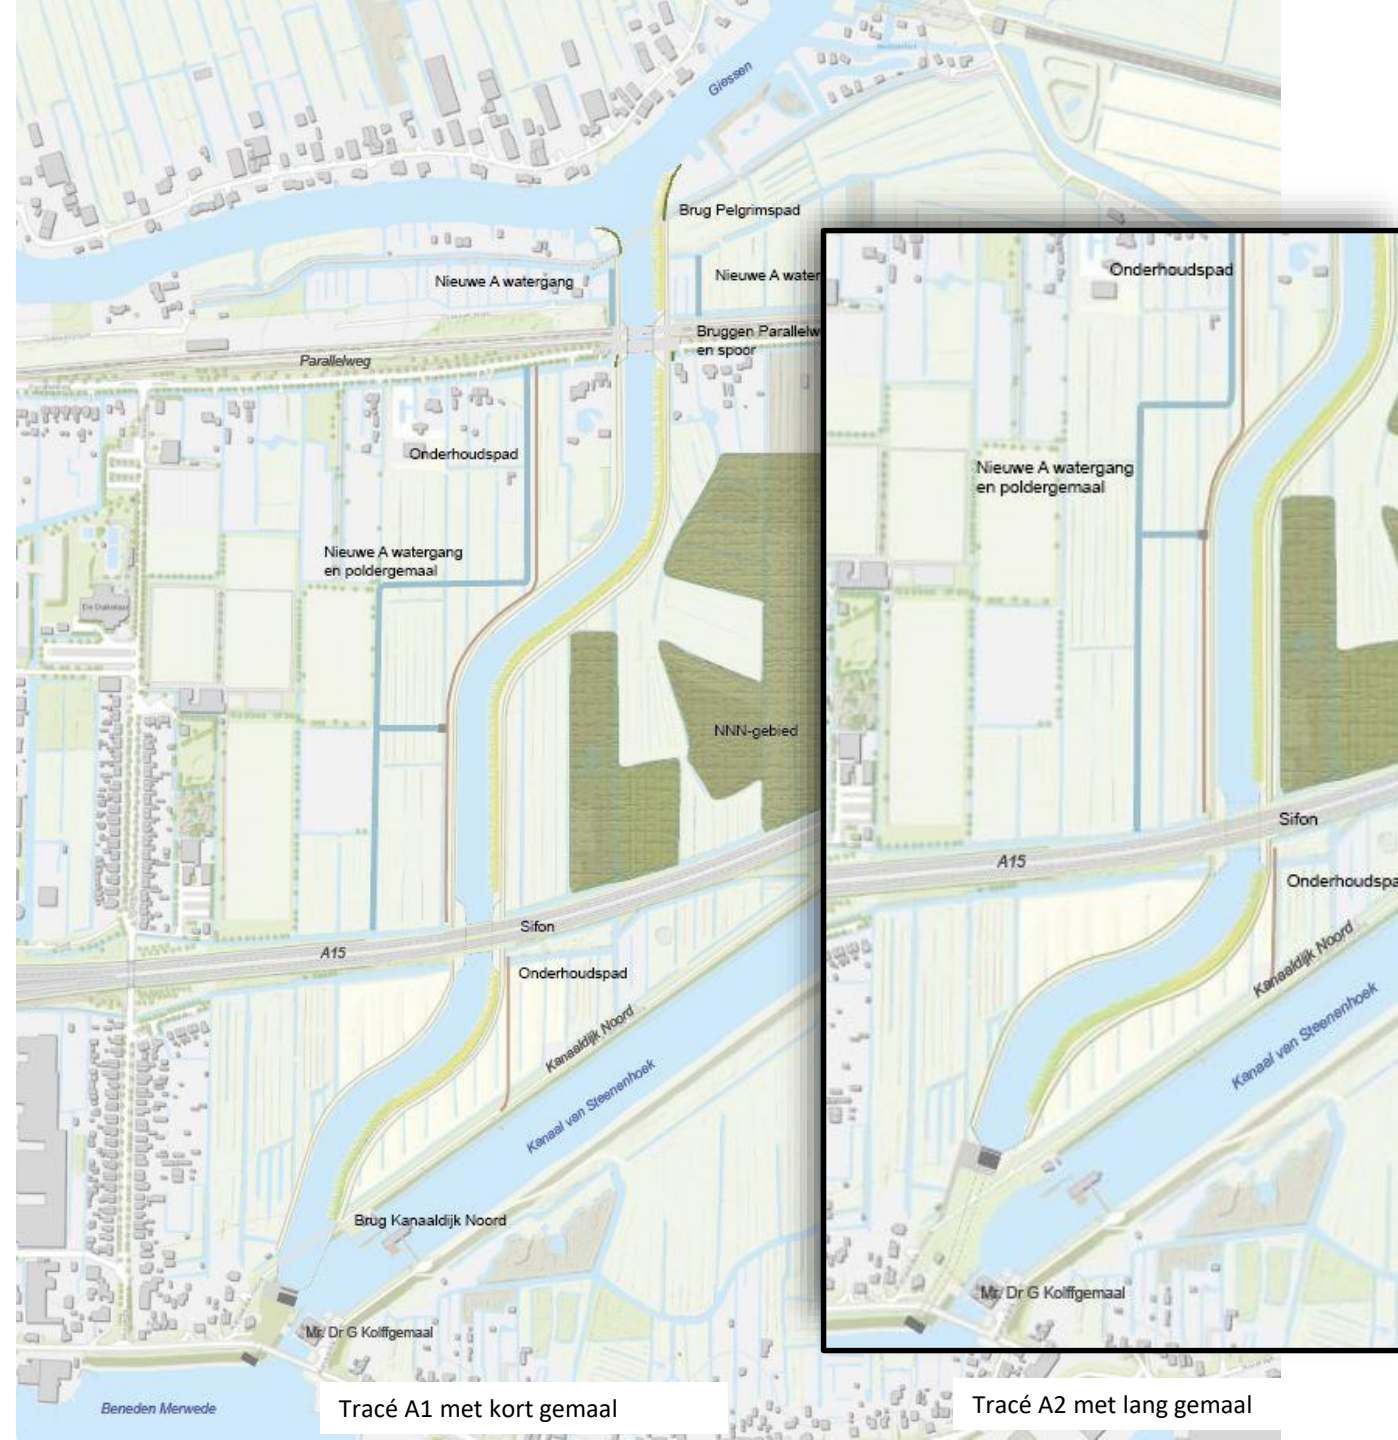 Giessen
Brug Pelgrimspad
Nieuwe A watergang
Nieuwe A water
Bruggen Parallelw
en spoor
Parallelweg
Onderhoudspad
Nieuwe A watergang
en poldergemaal
NNN-gebied
Sifon
A15
Onderhoudspad
Kanaaldijk Noord
Kanaal van Steenenhoek
Brug Kanaaldijk Noord
Mr. Dr G Kolffgemaal
Beneden Merwede
Tracé A1 met kort gemaal
Onderhoudspad
Nieuwe A watergang
en poldergemaal
Sifon
A15
Onderhoudspa
Kanaaldijk Noord
Kanaal van Steenenhoek
Mr. Dr G Kolffgemaal
Tracé A2 met lang gemaal